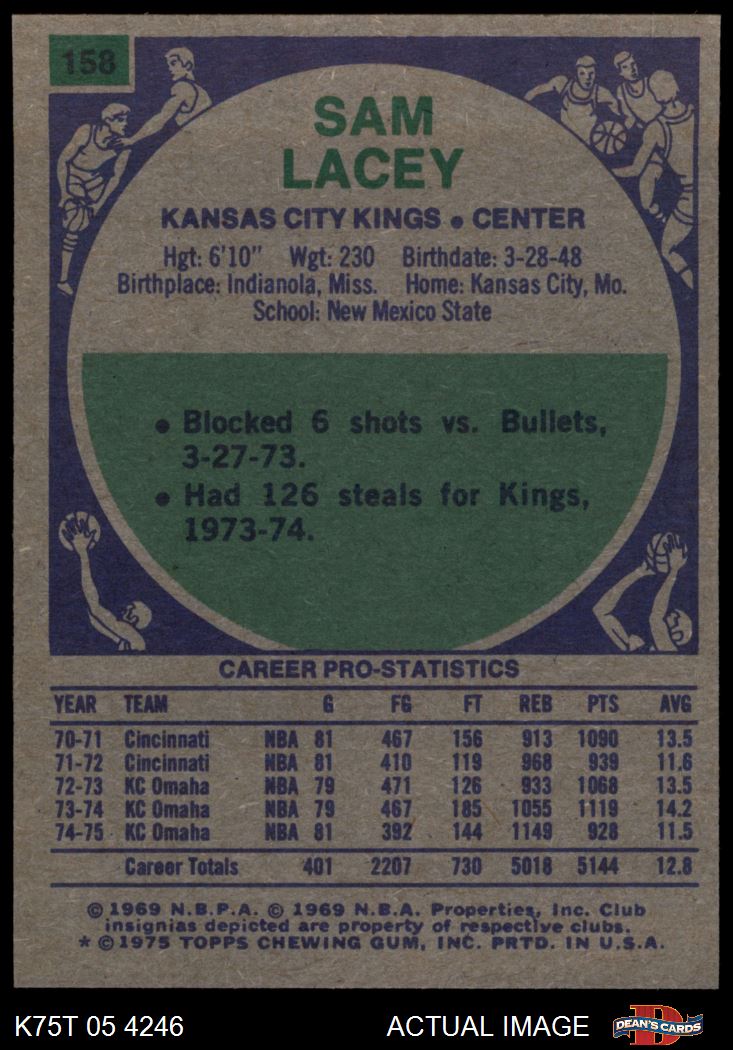 158
SAM
LACEY
KANSAS CITY KINGS • CENTER
Hgt: 6'10" Wgt: 230 Birthdate: 3-28-48
Birthplace: Indianola, Miss. Home: Kansas City, Mo.
School: New Mexico State
• Blocked 6 shots vs. Bullets,
3-27-73.
• Had 126 steals for Kings,
1973-74.
CAREER PRO-STATISTICS
YEAR TEAM G FG FT REB PTS AVG
70-71 Cincinnati NBA 81 467 156 913 1090 13.5
71-72 Cincinnati NBA 81 410 119 968 939 11.6
72-73 KC Omaha NBA 79 471 126 933 1068 13.5
73-74 KC Omaha NBA 79 467 185 1055 1119 14.2
74-75 KC Omaha NBA 81 392 144 1149 928 11.5
Career Totals 401 2207 730 5018 5144 12.8
© 1969 N.B.P.A. © 1969 N.B.A. Properties, Inc. Club
insignias depicted are property of respective clubs.
* © 1975 TOPPS CHEWING GUM, INC. PRTD. IN U.S.A.
K75T 05 4246 ACTUAL IMAGE D DEAN'S CARDS